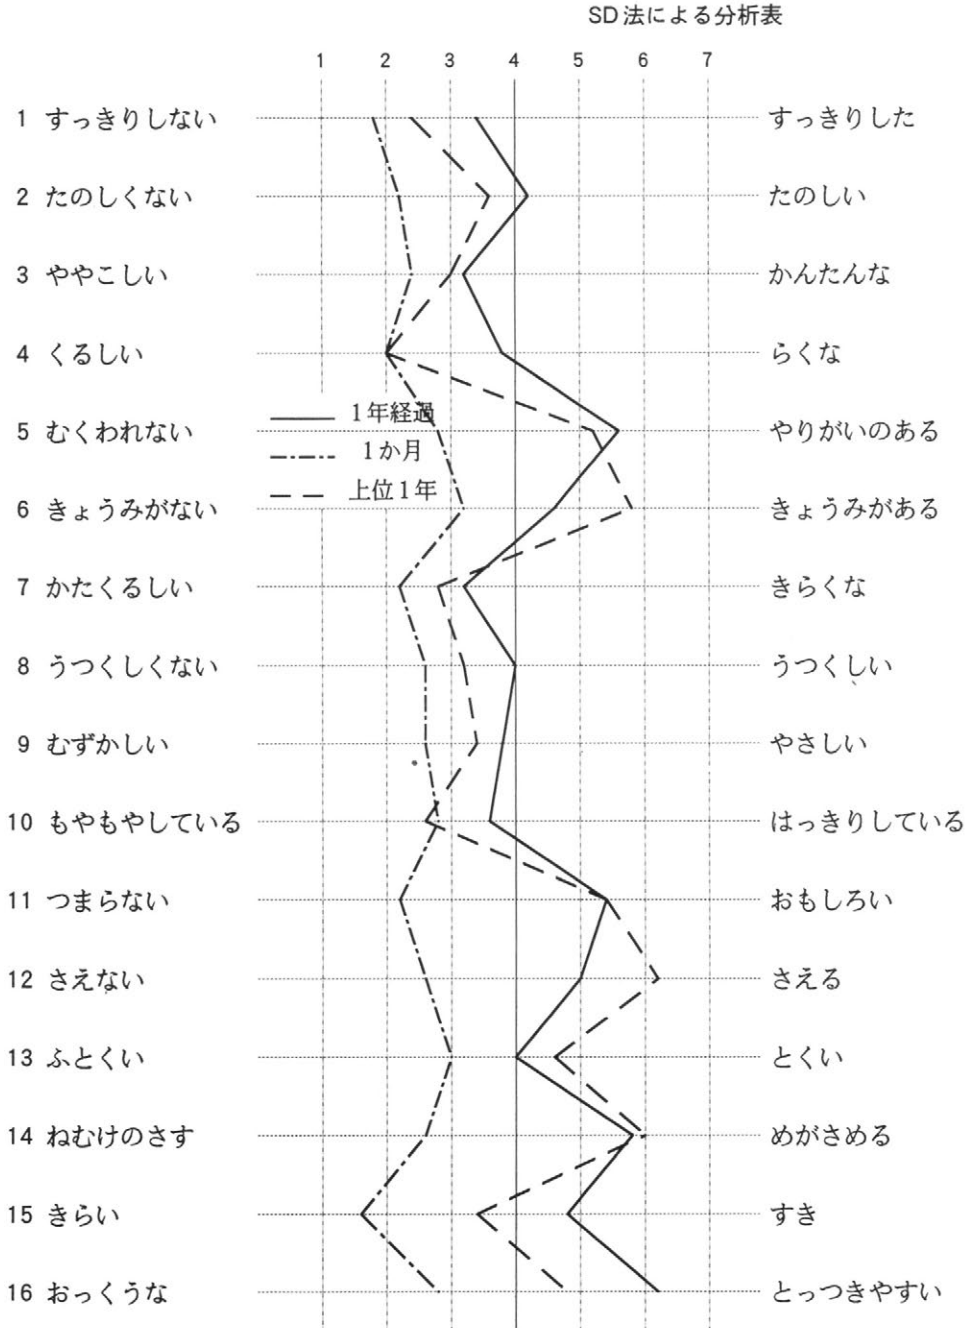 SD法による分析表
1 2 3 4 5 6 7
1 すっきりしない すっきりした
2 たのしくない たのしい
3 ややこしい かんたんな
4 くるしい らくな
1年経過
5 むくわれない やりがいのある
1か月
上位1年
6 きょうみがない きょうみがある
7 かたくるしい きらくな
8 うつくしくない うつくしい
9 むずかしい やさしい
10 もやもやしている はっきりしている
11 つまらない おもしろい
12 さえない さえる
13 ふとくい とくい
14 ねむけのさす めがさめる
15 きらい すき
16 おっくうな とっつきやすい